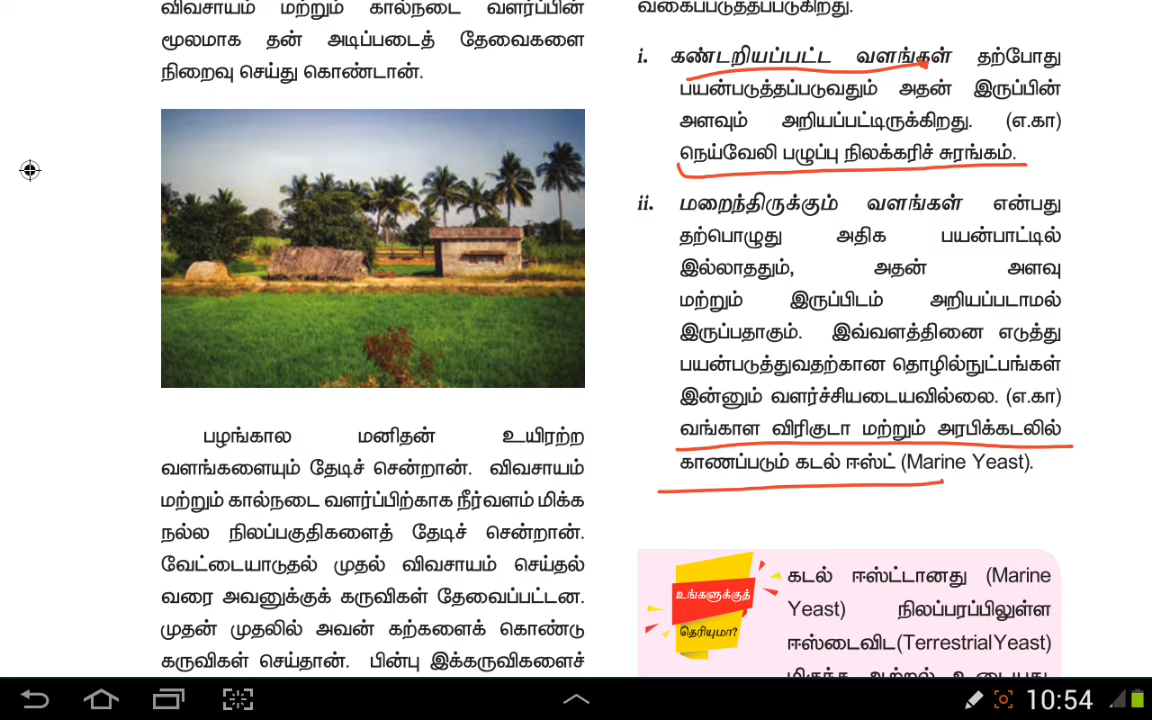 விவசாயம் மற்றும் கால்நடை வளர்ப்பின்
மூலமாக தன் அடிப்படைத் தேவைகளை
நிறைவு செய்து கொண்டான்.
பழங்கால மனிதன் உயிரற்ற
வளங்களையும் தேடிச் சென்றான். விவசாயம்
மற்றும் கால்நடை வளர்ப்பிற்காக நீர்வளம் மிக்க
நல்ல நிலப்பகுதிகளைத் தேடிச் சென்றான்.
வேட்டையாடுதல் முதல் விவசாயம் செய்தல்
வரை அவனுக்குக் கருவிகள் தேவைப்பட்டன.
முதன் முதலில் அவன் கற்களைக் கொண்டு
கருவிகள் செய்தான். பின்பு இக்கருவிகளைச்
வகைப்படுத்தப்படுகிறது.
i. கண்டறியப்பட்ட வளங்கள் தற்போது
பயன்படுத்தப்படுவதும் அதன் இருப்பின்
அளவும் அறியப்பட்டிருக்கிறது. (எ.கா)
நெய்வேலி பழுப்பு நிலக்கரிச் சுரங்கம்.
ii. மறைந்திருக்கும் வளங்கள் என்பது
தற்பொழுது அதிக பயன்பாட்டில்
இல்லாததும், அதன் அளவு
மற்றும் இருப்பிடம் அறியப்படாமல்
இருப்பதாகும். இவ்வளத்தினை எடுத்து
பயன்படுத்துவதற்கான தொழில்நுட்பங்கள்
இன்னும் வளர்ச்சியடையவில்லை. (எ.கா)
வங்காள விரிகுடா மற்றும் அரபிக்கடலில்
காணப்படும் கடல் ஈஸ்ட் (Marine Yeast).
உங்களுக்குத்
தெரியுமா?
கடல் ஈஸ்ட்டானது (Marine
Yeast) நிலப்பரப்பிலுள்ள
ஈஸ்டைவிட (Terrestrial Yeast)
மிகுந்த ஆற்றல் உடையது.
10:54